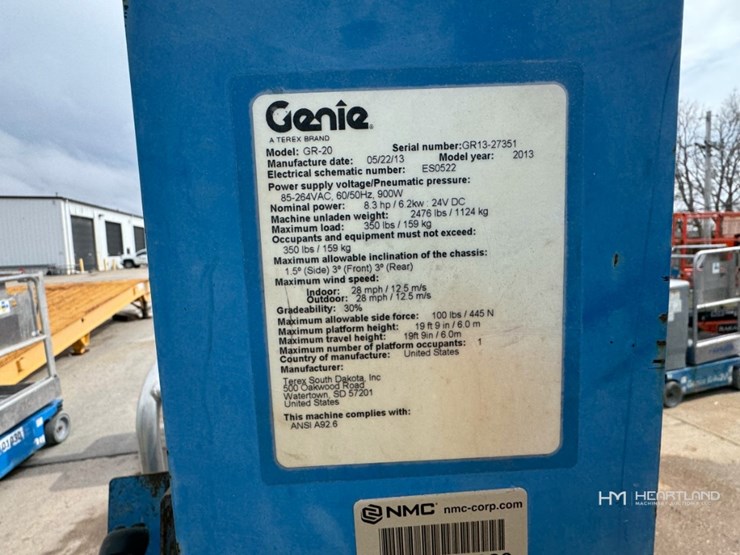 Genie
A TEREX BRAND
Model: GR-20 Serial number:GR13-27351
Manufacture date: 05/22/13 Model year: 2013
Electrical schematic number: ES0522
Power supply voltage/Pneumatic pressure:
85-264VAC, 60/50Hz, 900W
Nominal power: 8.3 hp / 6.2kw 24V DC
Machine unladen weight: 2476 lbs / 1124 kg
Maximum load: 350 lbs / 159 kg
Occupants and equipment must not exceed:
350 lbs / 159 kg
Maximum allowable inclination of the chassis:
1.5º (Side) 3º (Front) 3º (Rear)
Maximum wind speed:
Indoor: 28 mph / 12.5 m/s
Outdoor: 28 mph / 12.5 m/s
Gradeability: 30%
Maximum allowable side force: 100 lbs / 445 N
Maximum platform height: 19 ft 9 in / 6.0 m
Maximum travel height: 19ft 9in / 6.0m
Maximum number of platform occupants: 1
Country of manufacture: United States
Manufacturer:
Terex South Dakota, Inc
500 Oakwood Road
Watertown, SD 57201
United States
This machine complies with:
ANSI A92.6
NMC nmc-corp.com
HM HEARTLAND